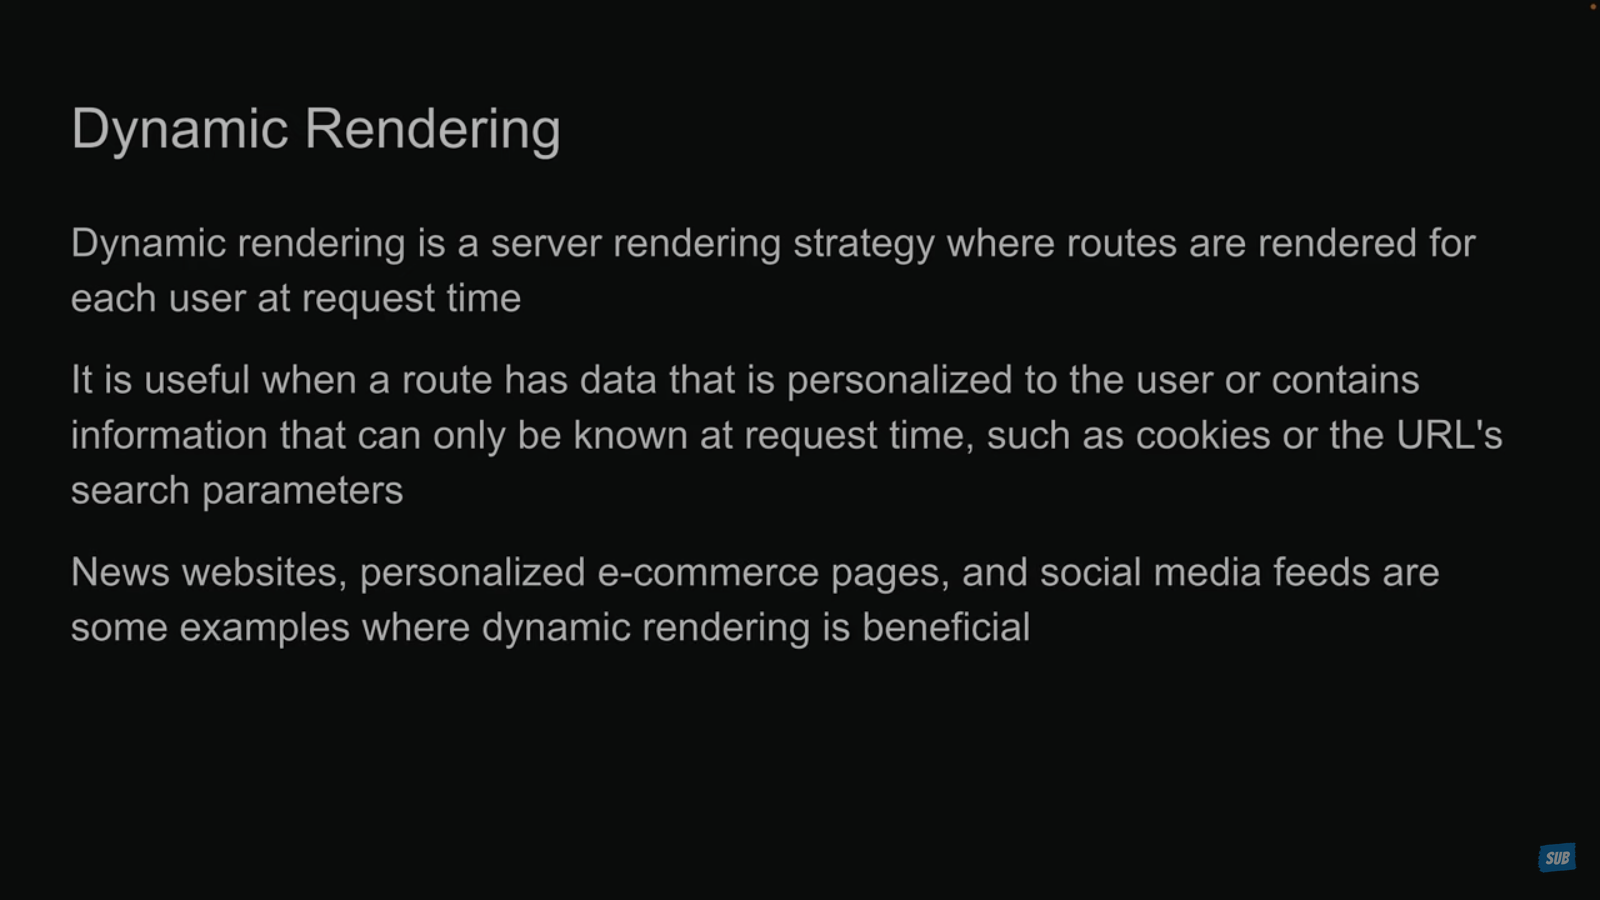 Dynamic Rendering
Dynamic rendering is a server rendering strategy where routes are rendered for
each user at request time
It is useful when a route has data that is personalized to the user or contains
information that can only be known at request time, such as cookies or the URL's
search parameters
News websites, personalized e-commerce pages, and social media feeds are
some examples where dynamic rendering is beneficial
SUB